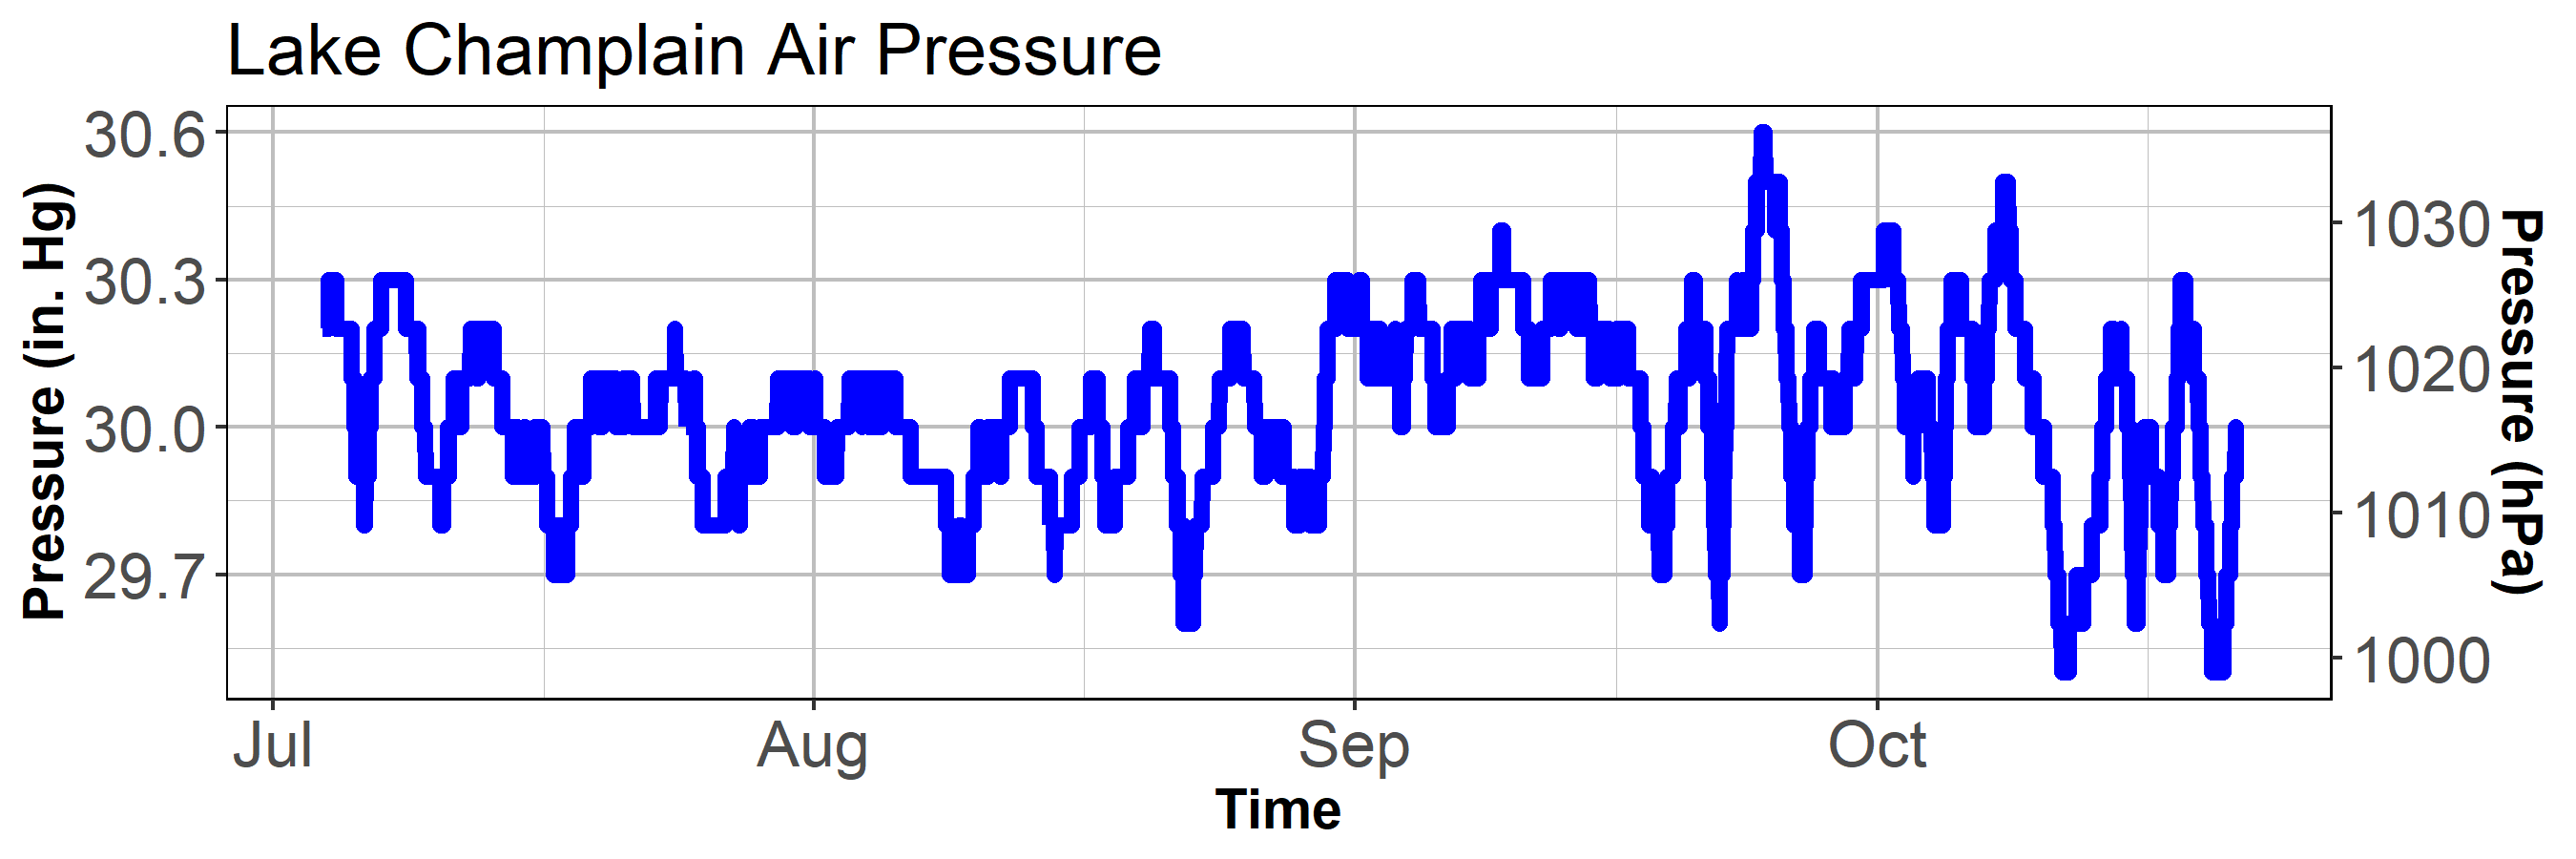 Lake Champlain Air Pressure
Pressure (in. Hg)
30.6
30.3
30.0
29.7
1030
1020
1010
1000
Pressure (hPa)
Jul Aug Sep Oct
Time